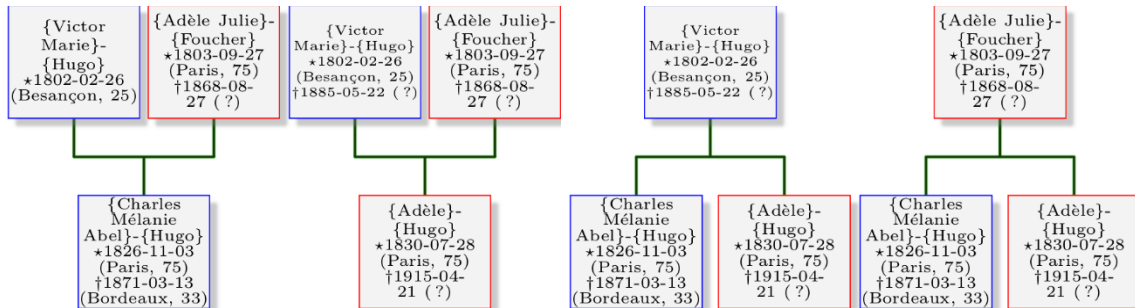 {Victor
Marie}-
{Hugo}
⋆1802-02-26
(Besançon, 25)
{Adèle Julie}-
{Foucher}
⋆1803-09-27
(Paris, 75)
†1868-08-
27 ( ?)
{Victor
Marie}-{Hugo}
⋆1802-02-26
(Besançon, 25)
†1885-05-22 ( ?)
{Adèle Julie}-
{Foucher}
⋆1803-09-27
(Paris, 75)
†1868-08-
27 ( ?)
{Victor
Marie}-{Hugo}
⋆1802-02-26
(Besançon, 25)
†1885-05-22 ( ?)
{Adèle Julie}-
{Foucher}
⋆1803-09-27
(Paris, 75)
†1868-08-
27 ( ?)
{Charles
Mélanie
Abel}-{Hugo}
⋆1826-11-03
(Paris, 75)
†1871-03-13
(Bordeaux, 33)
{Adèle}-
{Hugo}
⋆1830-07-28
(Paris, 75)
†1915-04-
21 ( ?)
{Charles
Mélanie
Abel}-{Hugo}
⋆1826-11-03
(Paris, 75)
†1871-03-13
(Bordeaux, 33)
{Adèle}-
{Hugo}
⋆1830-07-28
(Paris, 75)
†1915-04-
21 ( ?)
{Charles
Mélanie
Abel}-{Hugo}
⋆1826-11-03
(Paris, 75)
†1871-03-13
(Bordeaux, 33)
{Adèle}-
{Hugo}
⋆1830-07-28
(Paris, 75)
†1915-04-
21 ( ?)